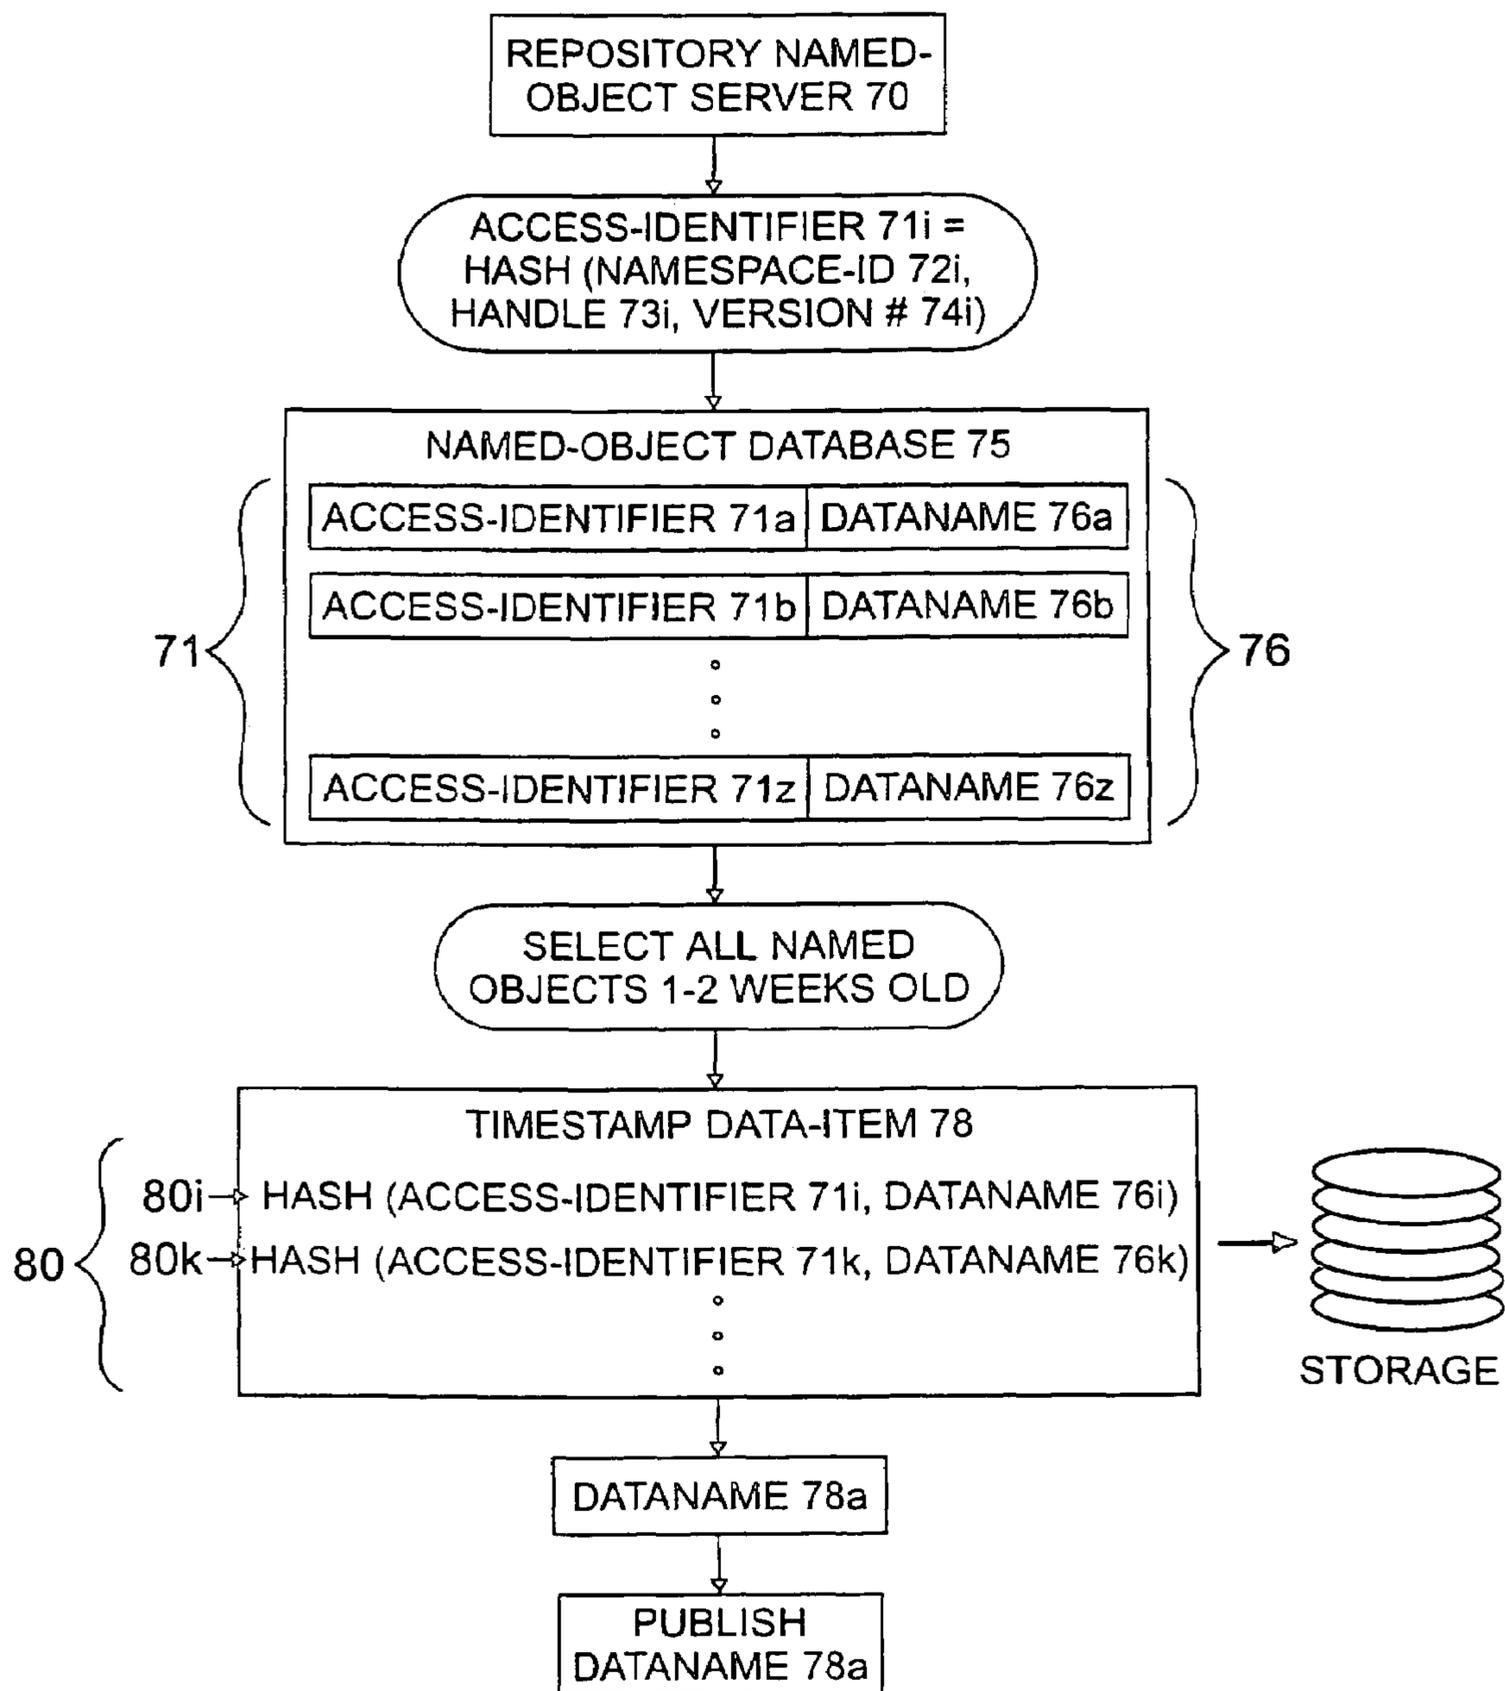 REPOSITORY NAMED-
OBJECT SERVER 70
ACCESS-IDENTIFIER 71i =
HASH (NAMESPACE-ID 72i,
HANDLE 73i, VERSION # 74i)
NAMED-OBJECT DATABASE 75
ACCESS-IDENTIFIER 71a DATANAME 76a
ACCESS-IDENTIFIER 71b DATANAME 76b
71
76
ACCESS-IDENTIFIER 71z DATANAME 76z
SELECT ALL NAMED
OBJECTS 1-2 WEEKS OLD
TIMESTAMP DATA-ITEM 78
80i HASH (ACCESS-IDENTIFIER 71i, DATANAME 76i)
80
80k HASH (ACCESS-IDENTIFIER 71k, DATANAME 76k)
STORAGE
DATANAME 78a
PUBLISH
DATANAME 78a